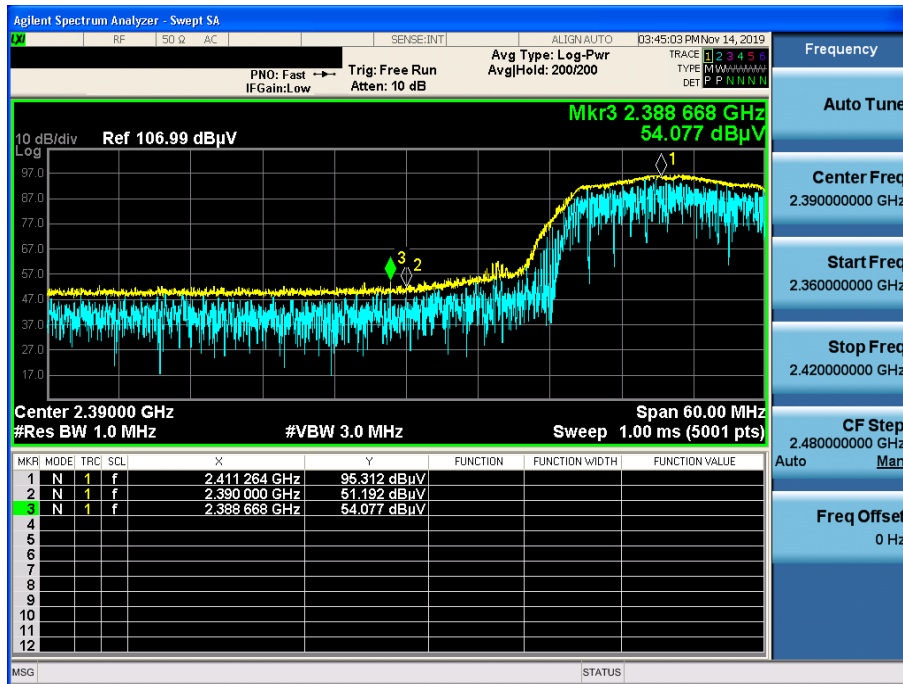 Agilent Spectrum Analyzer - Swept SA
LXI RF 50 Ω AC SENSE:INT ALIGN AUTO 03:45:03 PM Nov 14, 2019
Frequency
PNO: Fast
IFGain:Low
Trig: Free Run
Atten: 10 dB
Avg Type: Log-Pwr
Avg|Hold: 200/200
TRACE 1 2 3 4 5 6
TYPE M WWWWW
DET P P N N N N
Auto Tune
Mkr3 2.388 668 GHz
54.077 dBµV
10 dB/div Ref 106.99 dBµV
Log
97.0
87.0
77.0
67.0
57.0
47.0
37.0
27.0
17.0
1
3
2
Center 2.39000 GHz Span 60.00 MHz
#Res BW 1.0 MHz #VBW 3.0 MHz Sweep 1.00 ms (5001 pts)
Center Freq
2.390000000 GHz
Start Freq
2.360000000 GHz
Stop Freq
2.420000000 GHz
CF Step
2.480000000 GHz
Auto Man
Freq Offset
0 Hz
MKR MODE TRC SCL X Y FUNCTION FUNCTION WIDTH FUNCTION VALUE
1 N 1 f 2.411 264 GHz 95.312 dBµV
2 N 1 f 2.390 000 GHz 51.192 dBµV
3 N 1 f 2.388 668 GHz 54.077 dBµV
4
5
6
7
8
9
10
11
12
MSG STATUS